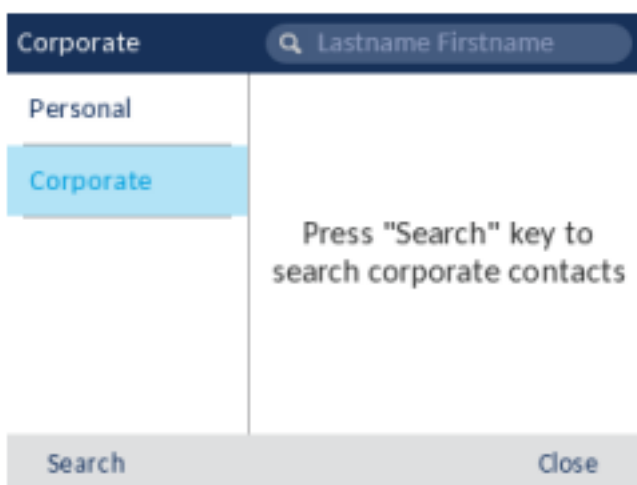 Corporate
Lastname Firstname
Personal
Corporate
Press "Search" key to
search corporate contacts
Search
Close